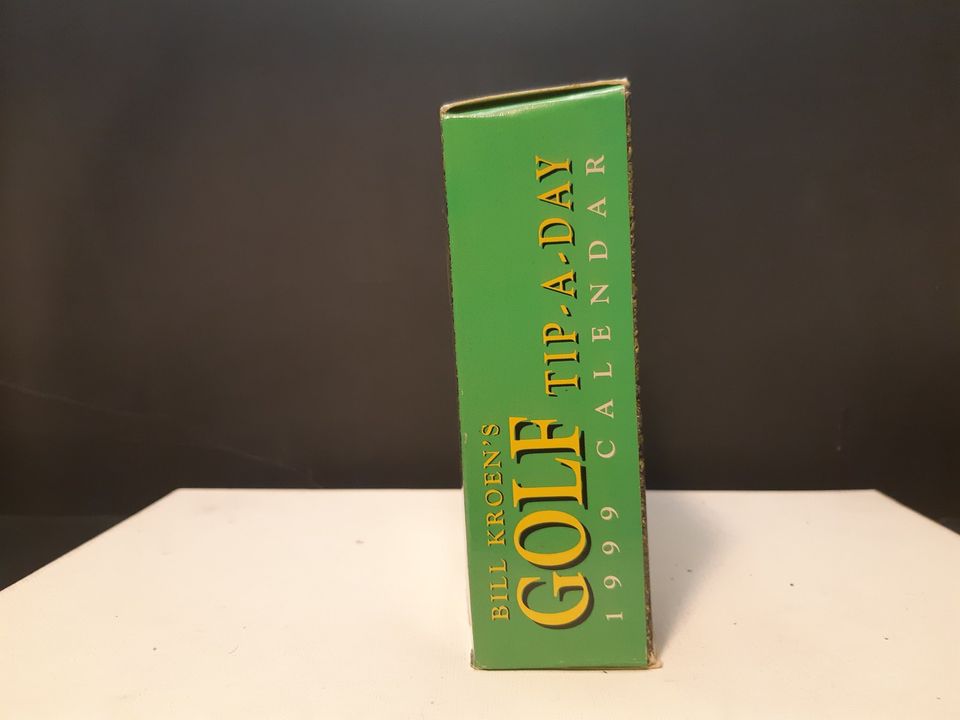 BILL KROEN'S
GOLF TIP-A-DAY
1999 CALENDAR